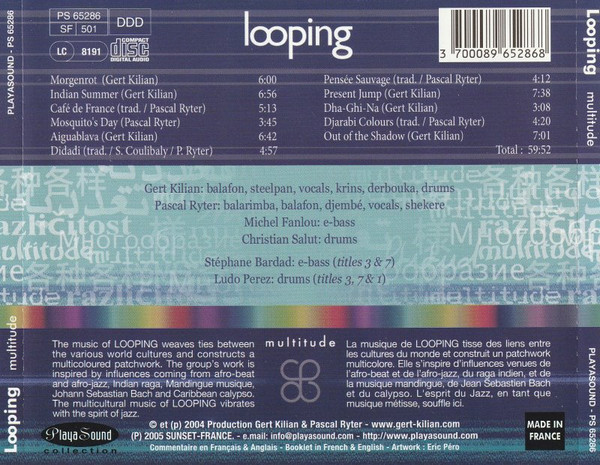 PS 65286
SF 501
DDD
LC 8191
COMPACT
disc
DIGITAL AUDIO
looping
3 700089 652868
Morgenrot (Gert Kilian) 6:00
Indian Summer (Gert Kilian) 6:56
Café de France (trad. / Pascal Ryter) 5:13
Mosquito's Day (Pascal Ryter) 3:45
Aiguablava (Gert Kilian) 6:42
Didadi (trad. / S. Coulibaly / P. Ryter) 4:57
Pensée Sauvage (trad. / Pascal Ryter) 4:12
Present Jump (Gert Kilian) 7:38
Dha-Ghi-Na (Gert Kilian) 3:08
Djarabi Colours (trad. / Pascal Ryter) 4:20
Out of the Shadow (Gert Kilian) 7:01
Total : 59:52
Gert Kilian: balafon, steelpan, vocals, krins, derbouka, drums
Pascal Ryter: balarimba, balafon, djembé, vocals, shekere
Michel Fanlou: e-bass
Christian Salut: drums
Stéphane Bardad: e-bass (titles 3 & 7)
Ludo Perez: drums (titles 3, 7 & 1)
各种各样
razlicitost
multitude
Многообразие
The music of LOOPING weaves ties between
the various world cultures and constructs a
multicoloured patchwork. The group's work is
inspired by influences coming from afro-beat
and afro-jazz, Indian raga, Mandingue musique,
Johann Sebastian Bach and Caribbean calypso.
The multicultural music of LOOPING vibrates
with the spirit of jazz.
multitude
La musique de LOOPING tisse des liens entre
les cultures du monde et construit un patchwork
multicolore. Elle s'inspire d'influences venues de
l'afro-beat et de l'afro-jazz, du raga indien, et de
la musique mandingue, de Jean Sebastien Bach
et du calypso. L'esprit du Jazz, en tant que
musique métisse, souffle ici.
PlayaSound
collection
© et (p) 2004 Production Gert Kilian & Pascal Ryter - www.gert-kilian.com
(P) 2005 SUNSET-FRANCE. - e.mail: info@playasound.com - http://www.playasound.com
Commentaire en Français & Anglais - Booklet in French & English - Artwork : Eric Péro
MADE IN
FRANCE
Looping multitude PLAYASOUND - PS 65286
Looping multitude PLAYASOUND - PS 65286